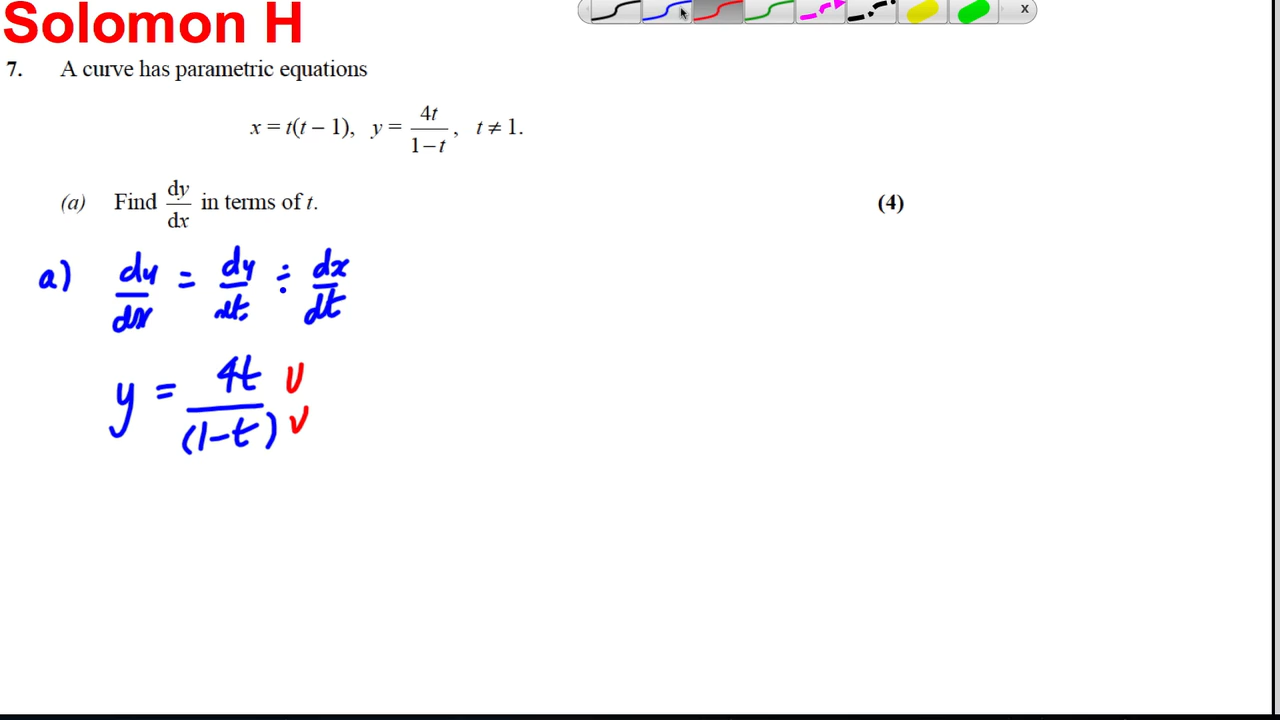 Solomon H
x
7. A curve has parametric equations
x = t(t – 1), y = 4t/(1 – t), t ≠ 1.
(a) Find dy/dx in terms of t. (4)
a) dy/dx = dy/dt ÷ dx/dt
y = 4t/(1-t) U V